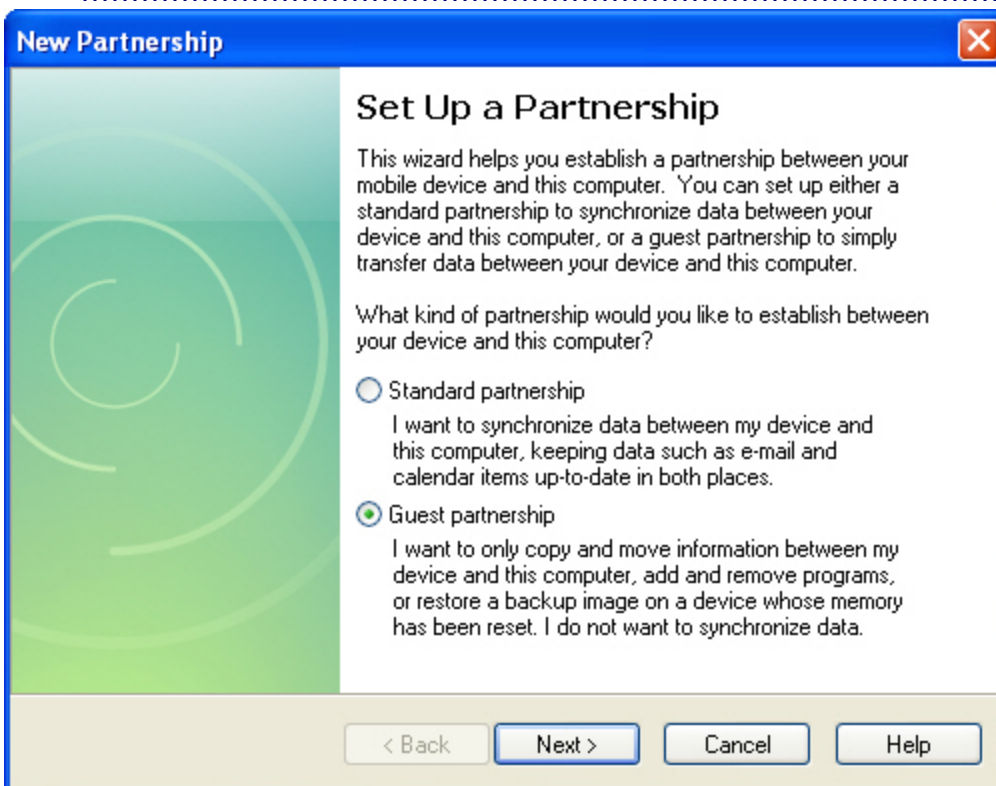 New Partnership
Set Up a Partnership
This wizard helps you establish a partnership between your
mobile device and this computer.  You can set up either a
standard partnership to synchronize data between your
device and this computer, or a guest partnership to simply
transfer data between your device and this computer.
What kind of partnership would you like to establish between
your device and this computer?
Standard partnership
I want to synchronize data between my device and
this computer, keeping data such as e-mail and
calendar items up-to-date in both places.
Guest partnership
I want to only copy and move information between my
device and this computer, add and remove programs,
or restore a backup image on a device whose memory
has been reset. I do not want to synchronize data.
< Back
Next >
Cancel
Help